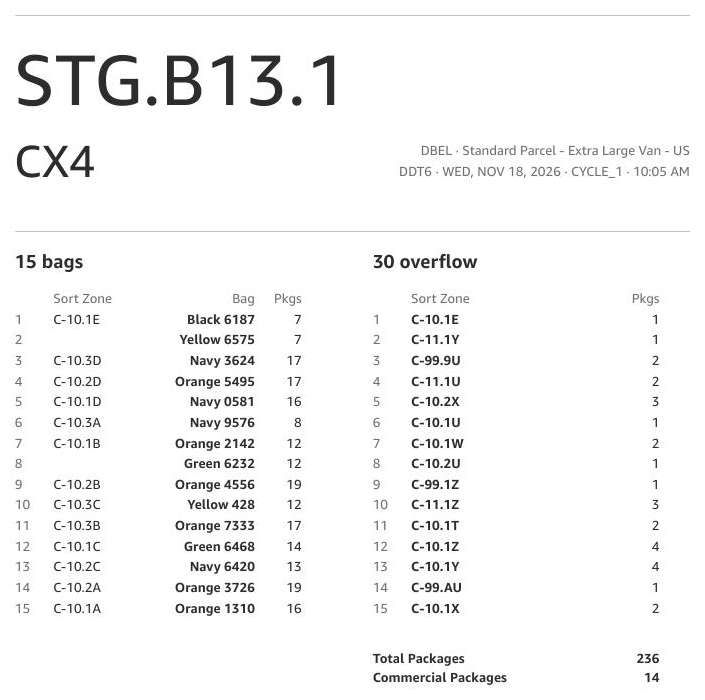 STG.B13.1
CX4
DBEL · Standard Parcel - Extra Large Van - US
DDT6 · WED, NOV 18, 2026 · CYCLE_1 · 10:05 AM
15 bags
Sort Zone Bag Pkgs
1 C-10.1E Black 6187 7
2 Yellow 6575 7
3 C-10.3D Navy 3624 17
4 C-10.2D Orange 5495 17
5 C-10.1D Navy 0581 16
6 C-10.3A Navy 9576 8
7 C-10.1B Orange 2142 12
8 Green 6232 12
9 C-10.2B Orange 4556 19
10 C-10.3C Yellow 428 12
11 C-10.3B Orange 7333 17
12 C-10.1C Green 6468 14
13 C-10.2C Navy 6420 13
14 C-10.2A Orange 3726 19
15 C-10.1A Orange 1310 16
30 overflow
Sort Zone Pkgs
1 C-10.1E 1
2 C-11.1Y 1
3 C-99.9U 2
4 C-11.1U 2
5 C-10.2X 3
6 C-10.1U 1
7 C-10.1W 2
8 C-10.2U 1
9 C-99.1Z 1
10 C-11.1Z 3
11 C-10.1T 2
12 C-10.1Z 4
13 C-10.1Y 4
14 C-99.AU 1
15 C-10.1X 2
Total Packages 236
Commercial Packages 14